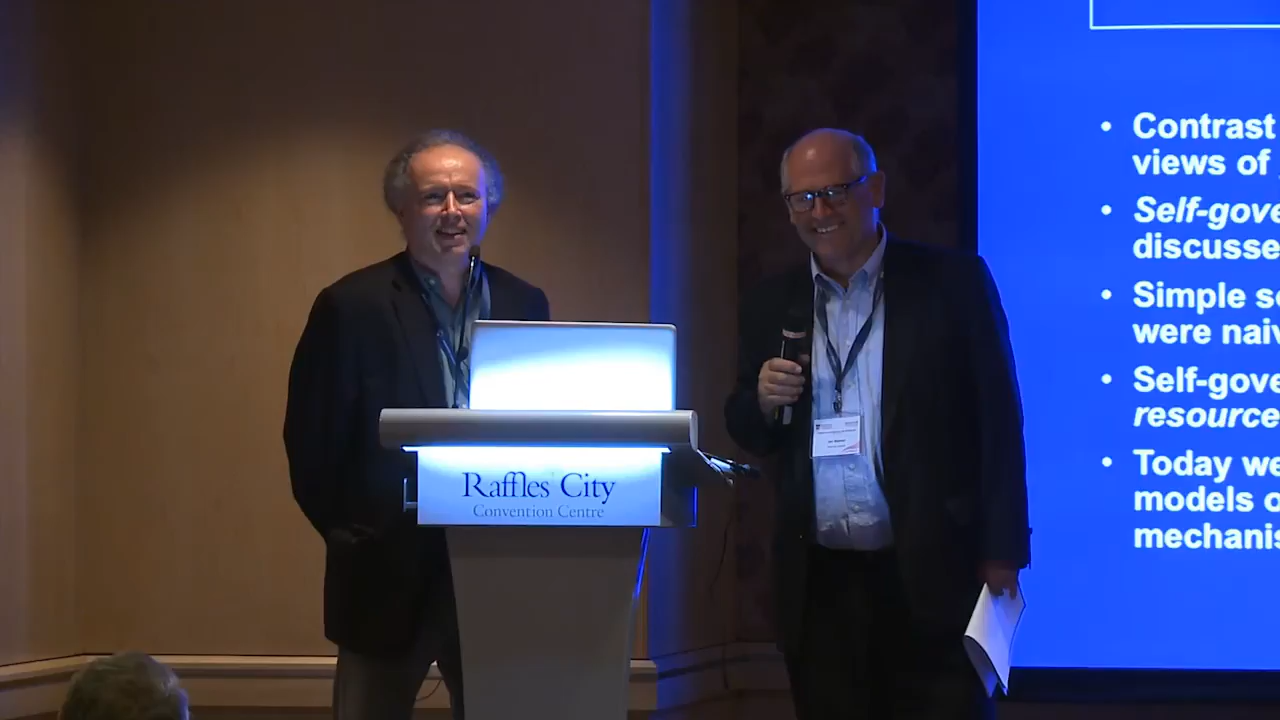 Raffles City
Convention Centre
• Contrast
views of
• Self-gove
discusse
• Simple se
were naiv
• Self-gove
resource
• Today we
models o
mechanis